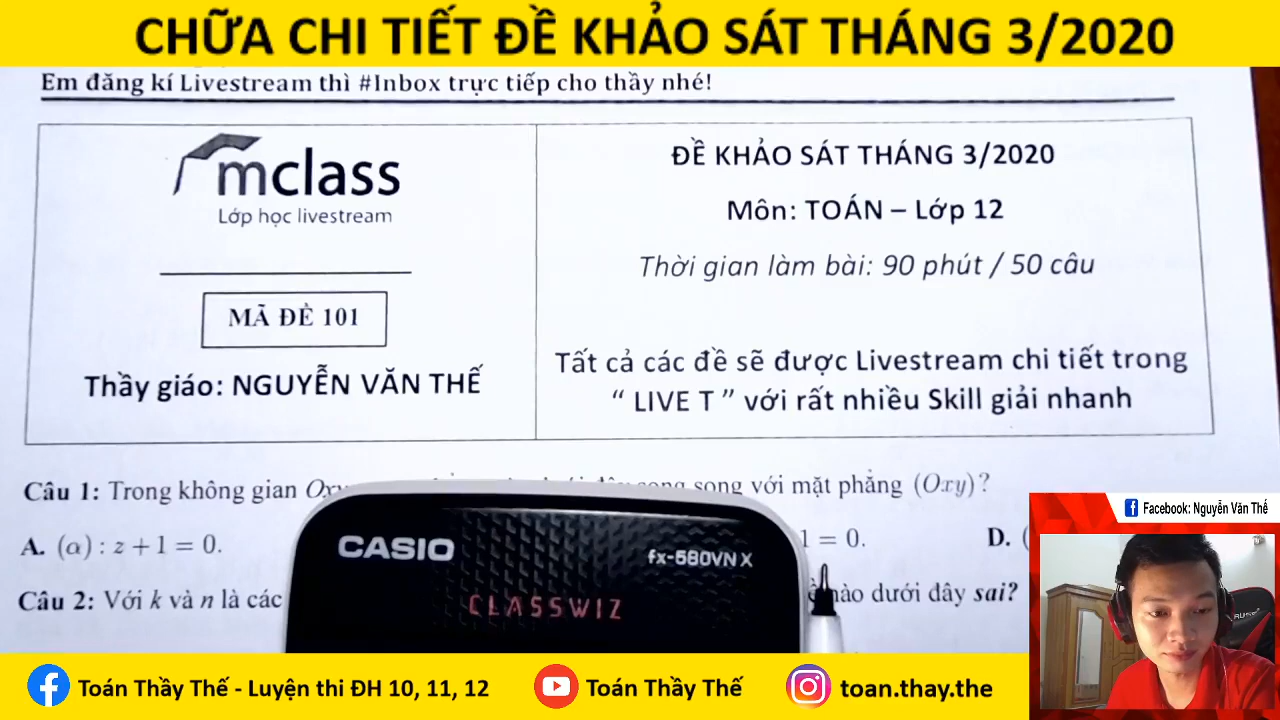 CHỮA CHI TIẾT ĐỀ KHẢO SÁT THÁNG 3/2020
Em đăng kí Livestream thì #Inbox trực tiếp cho thầy nhé!
mclass
Lớp học livestream
MÃ ĐỀ 101
Thầy giáo: NGUYỄN VĂN THẾ
ĐỀ KHẢO SÁT THÁNG 3/2020
Môn: TOÁN – Lớp 12
Thời gian làm bài: 90 phút / 50 câu
Tất cả các đề sẽ được Livestream chi tiết trong
“ LIVE T ” với rất nhiều Skill giải nhanh
Câu 1: Trong không gian song song với mặt phẳng (Oxy)?
A. (α) : z + 1 = 0. 1 = 0. D. (
Câu 2: Với k và n là các nào dưới đây sai?
CASIO
fx-580VN X
CLASSWIZ
Facebook: Nguyễn Văn Thế
Toán Thầy Thế - Luyện thi ĐH 10, 11, 12
Toán Thầy Thế
toan.thay.the